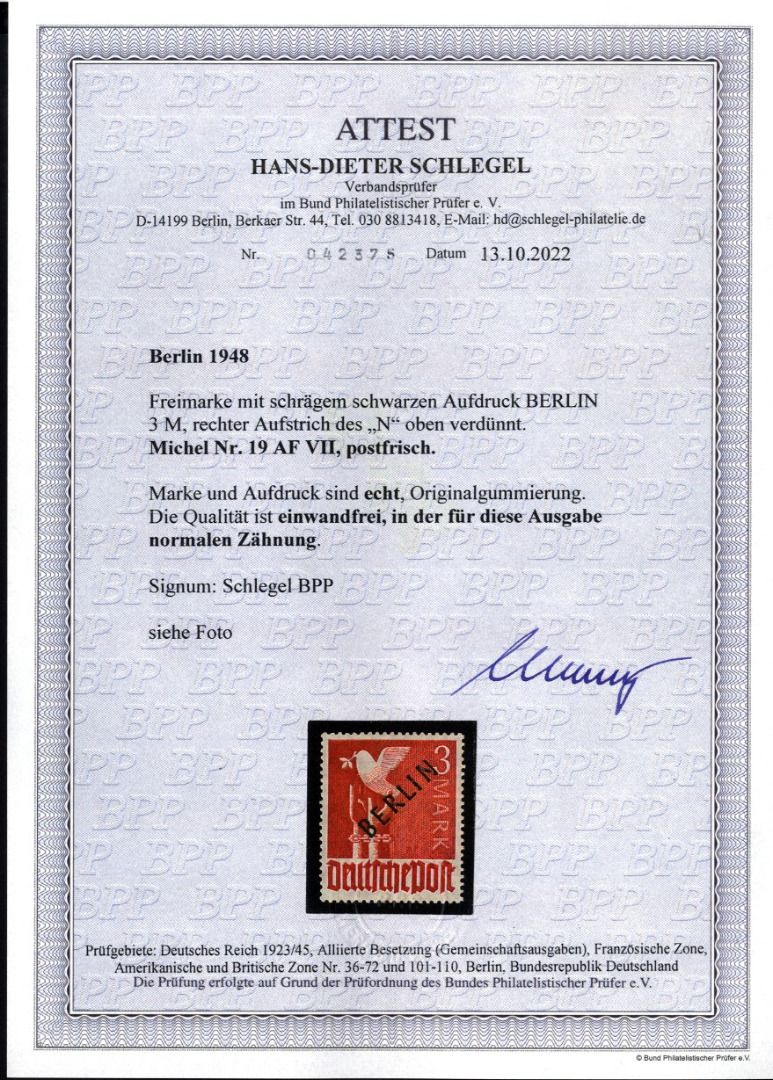 ATTEST
HANS-DIETER SCHLEGEL
Verbandsprüfer
im Bund Philatelistischer Prüfer e. V.
D-14199 Berlin, Berkaer Str. 44, Tel. 030 8813418, E-Mail: hd@schlegel-philatelie.de
Nr. 042375 Datum 13.10.2022
Berlin 1948
Freimarke mit schrägem schwarzen Aufdruck BERLIN
3 M, rechter Aufstrich des „N“ oben verdünnt.
Michel Nr. 19 AF VII, postfrisch.
Marke und Aufdruck sind echt, Originalgummierung.
Die Qualität ist einwandfrei, in der für diese Ausgabe
normalen Zähnung.
Signum: Schlegel BPP
siehe Foto
3 MARK
BERLIN
Deutsche Post
Prüfgebiete: Deutsches Reich 1923/45, Alliierte Besetzung (Gemeinschaftsausgaben), Französische Zone,
Amerikanische und Britische Zone Nr. 36-72 und 101-110, Berlin, Bundesrepublik Deutschland
Die Prüfung erfolgte auf Grund der Prüfordnung des Bundes Philatelistischer Prüfer e.V.
© Bund Philatelistischer Prüfer e.V.